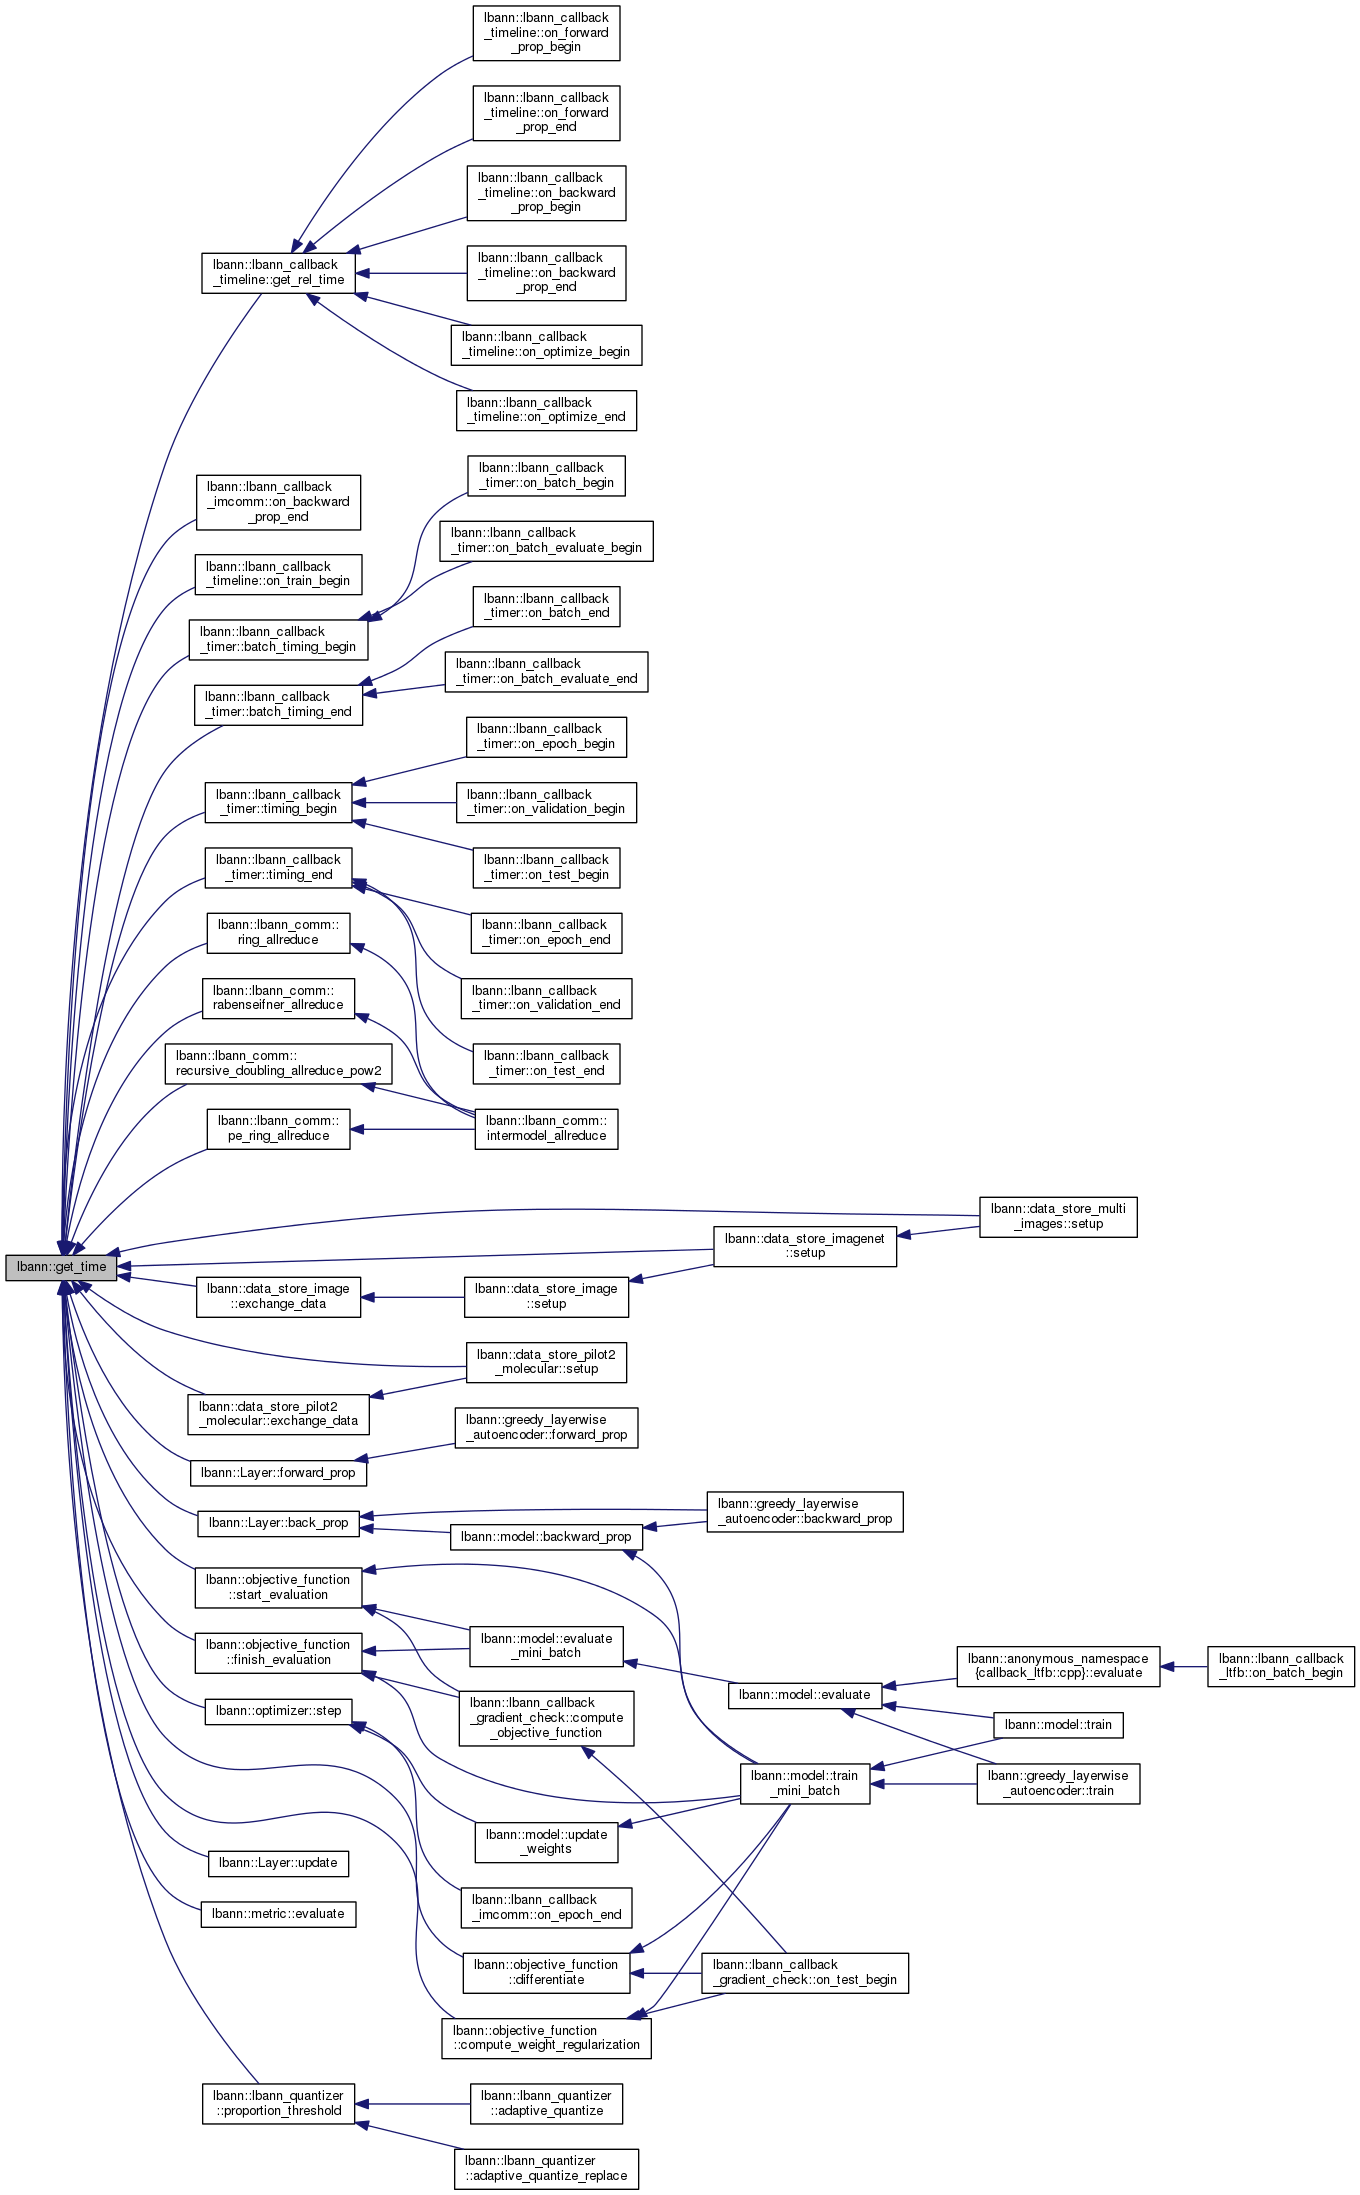 lbann::lbann_callback
_timeline::on_forward
_prop_begin
lbann::lbann_callback
_timeline::on_forward
_prop_end
lbann::lbann_callback
_timeline::on_backward
_prop_begin
lbann::lbann_callback
_timeline::get_rel_time
lbann::lbann_callback
_timeline::on_backward
_prop_end
lbann::lbann_callback
_timeline::on_optimize_begin
lbann::lbann_callback
_timeline::on_optimize_end
lbann::lbann_callback
_timer::on_batch_begin
lbann::lbann_callback
_imcomm::on_backward
_prop_end
lbann::lbann_callback
_timer::on_batch_evaluate_begin
lbann::lbann_callback
_timeline::on_train_begin
lbann::lbann_callback
_timer::on_batch_end
lbann::lbann_callback
_timer::batch_timing_begin
lbann::lbann_callback
_timer::on_batch_evaluate_end
lbann::lbann_callback
_timer::batch_timing_end
lbann::lbann_callback
_timer::on_epoch_begin
lbann::lbann_callback
_timer::timing_begin
lbann::lbann_callback
_timer::on_validation_begin
lbann::lbann_callback
_timer::timing_end
lbann::lbann_callback
_timer::on_test_begin
lbann::lbann_comm::
ring_allreduce
lbann::lbann_callback
_timer::on_epoch_end
lbann::lbann_comm::
rabenseifner_allreduce
lbann::lbann_callback
_timer::on_validation_end
lbann::lbann_comm::
recursive_doubling_allreduce_pow2
lbann::lbann_callback
_timer::on_test_end
lbann::lbann_comm::
pe_ring_allreduce
lbann::lbann_comm::
intermodel_allreduce
lbann::data_store_multi
_images::setup
lbann::data_store_imagenet
::setup
lbann::get_time
lbann::data_store_image
::exchange_data
lbann::data_store_image
::setup
lbann::data_store_pilot2
_molecular::setup
lbann::data_store_pilot2
_molecular::exchange_data
lbann::greedy_layerwise
_autoencoder::forward_prop
lbann::Layer::forward_prop
lbann::greedy_layerwise
_autoencoder::backward_prop
lbann::Layer::back_prop
lbann::model::backward_prop
lbann::objective_function
::start_evaluation
lbann::objective_function
::finish_evaluation
lbann::model::evaluate
_mini_batch
lbann::anonymous_namespace
{callback_ltfb::cpp}::evaluate
lbann::lbann_callback
_ltfb::on_batch_begin
lbann::model::evaluate
lbann::optimizer::step
lbann::lbann_callback
_gradient_check::compute
_objective_function
lbann::model::train
lbann::model::train
_mini_batch
lbann::greedy_layerwise
_autoencoder::train
lbann::model::update
_weights
lbann::Layer::update
lbann::lbann_callback
_imcomm::on_epoch_end
lbann::metric::evaluate
lbann::objective_function
::differentiate
lbann::lbann_callback
_gradient_check::on_test_begin
lbann::objective_function
::compute_weight_regularization
lbann::lbann_quantizer
::proportion_threshold
lbann::lbann_quantizer
::adaptive_quantize
lbann::lbann_quantizer
::adaptive_quantize_replace